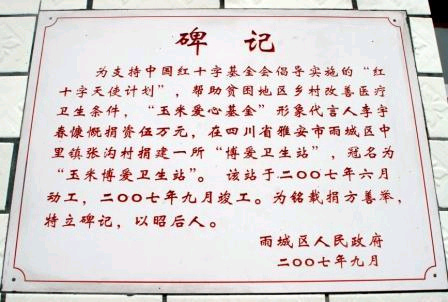 碑记
为支持中国红十字基金会倡导实施的“红
十字天使计划”，帮助贫困地区乡村改善医疗
卫生条件，“玉米爱心基金”形象代言人李宇
春慷慨捐资伍万元，在四川省雅安市雨城区中
里镇张沟村捐建一所“博爱卫生站”，冠名为
“玉米博爱卫生站”。该站于二〇〇七年六月
动工，二〇〇七年九月竣工。为铭载捐方善举，
特立碑记，以昭后人。
雨城区人民政府
二〇〇七年九月